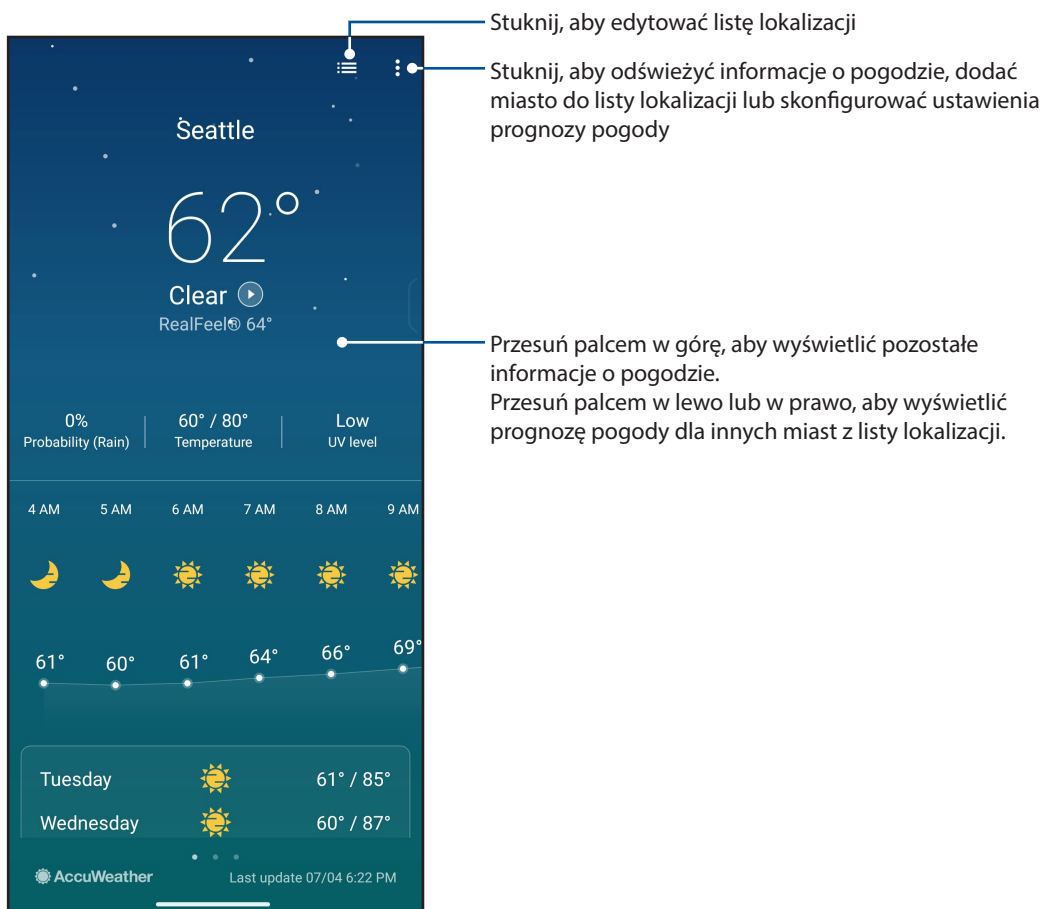 Stuknij, aby edytować listę lokalizacji
Stuknij, aby odświeżyć informacje o pogodzie, dodać
miasto do listy lokalizacji lub skonfigurować ustawienia
prognozy pogody
Seattle
62°
Clear
RealFeel® 64°
Przesuń palcem w górę, aby wyświetlić pozostałe
informacje o pogodzie.
Przesuń palcem w lewo lub w prawo, aby wyświetlić
prognozę pogody dla innych miast z listy lokalizacji.
0% 60° / 80° Low
Probability (Rain) Temperature UV level
4 AM 5 AM 6 AM 7 AM 8 AM 9 AM
61° 60° 61° 64° 66° 69°
Tuesday 61° / 85°
Wednesday 60° / 87°
AccuWeather Last update 07/04 6:22 PM